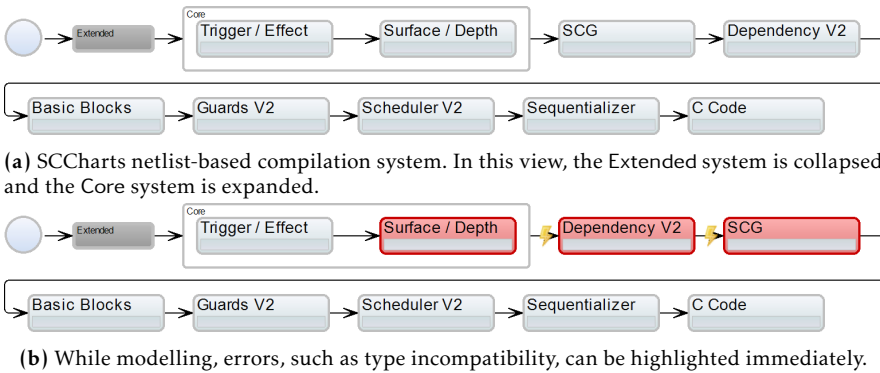 Core
Extended
Trigger / Effect
Surface / Depth
SCG
Dependency V2
Basic Blocks
Guards V2
Scheduler V2
Sequentializer
C Code
(a) SCCharts netlist-based compilation system. In this view, the Extended system is collapsed
and the Core system is expanded.
Core
Extended
Trigger / Effect
Surface / Depth
Dependency V2
SCG
Basic Blocks
Guards V2
Scheduler V2
Sequentializer
C Code
(b) While modelling, errors, such as type incompatibility, can be highlighted immediately.